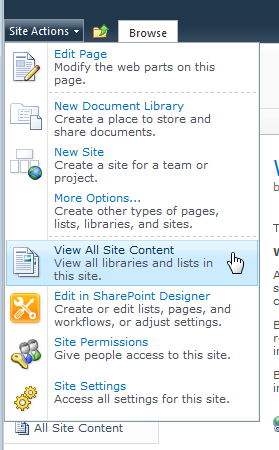 Site Actions
Browse
Edit Page
Modify the web parts on this
page.
New Document Library
Create a place to store and
share documents.
New Site
Create a site for a team or
project.
More Options...
Create other types of pages,
lists, libraries, and sites.
View All Site Content
View all libraries and lists in
this site.
Edit in SharePoint Designer
Create or edit lists, pages, and
workflows, or adjust settings.
Site Permissions
Give people access to this site.
Site Settings
Access all settings for this site.
All Site Content